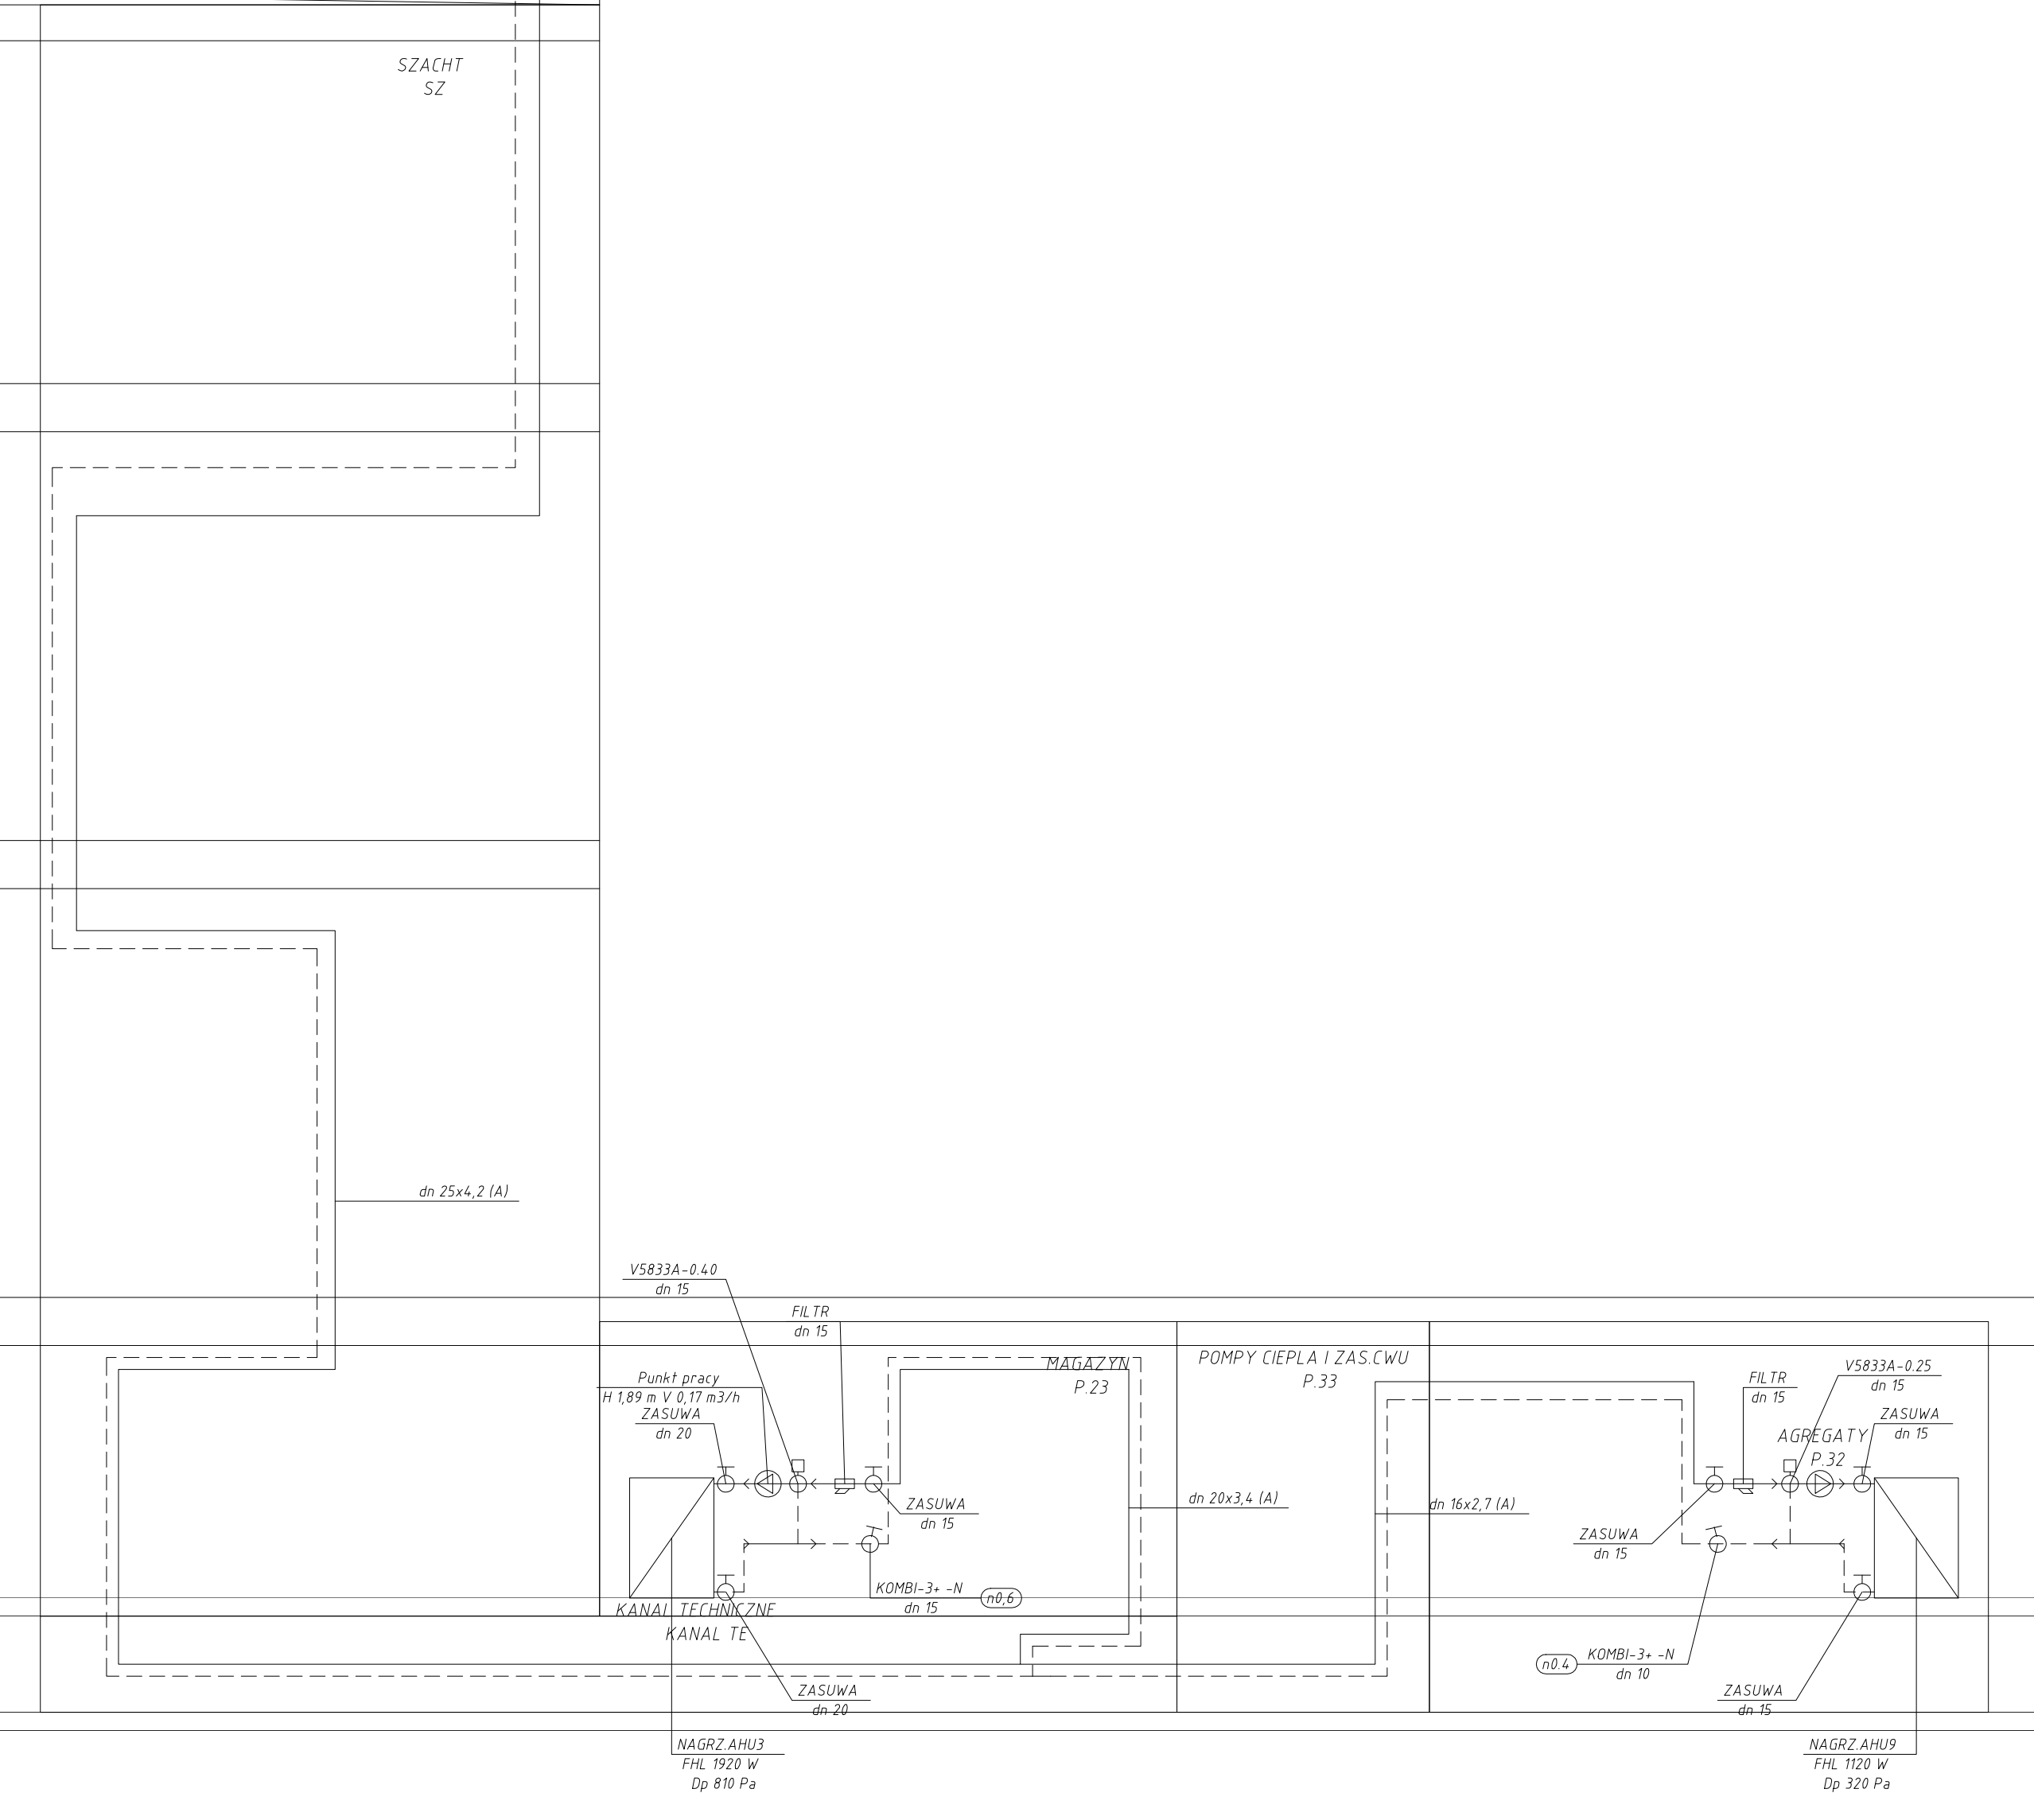 SZACHT
SZ
dn 25x4,2 (A)
V5833A-0.40
dn 15
FILTR
dn 15
Punkt pracy
H 1,89 m V 0,17 m3/h
ZASUWA
dn 20
MAGAZYN
P.23
POMPY CIEPLA I ZAS.CWU
P.33
FILTR
dn 15
V5833A-0.25
dn 15
ZASUWA
dn 15
AGREGATY
P.32
ZASUWA
dn 15
dn 20x3,4 (A)
dn 16x2,7 (A)
ZASUWA
dn 15
KOMBI-3+ -N
dn 15
n0,6
KANAL TECHNICZNE
KANAL TE
n0.4
KOMBI-3+ -N
dn 10
ZASUWA
dn 20
ZASUWA
dn 15
NAGRZ.AHU3
FHL 1920 W
Dp 810 Pa
NAGRZ.AHU9
FHL 1120 W
Dp 320 Pa